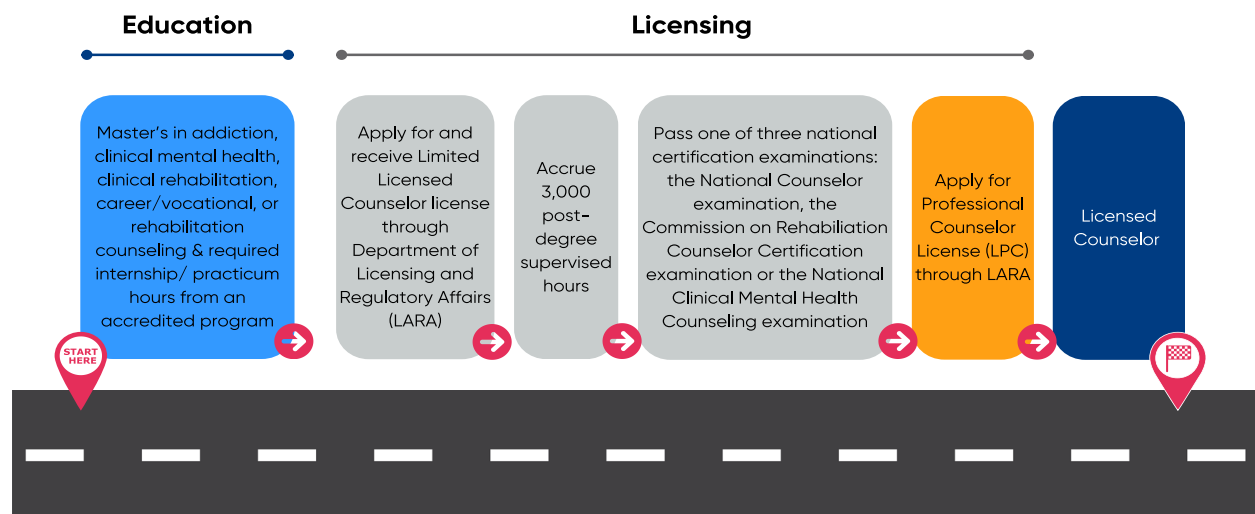 Education
Licensing
Master's in addiction,
clinical mental health,
clinical rehabilitation,
career/vocational, or
rehabilitation
counseling & required
internship/ practicum
hours from an
accredited program
Apply for and
receive Limited
Licensed
Counselor license
through
Department of
Licensing and
Regulatory Affairs
(LARA)
Accrue
3,000
post-
degree
supervised
hours
Pass one of three national
certification examinations:
the National Counselor
examination, the
Commission on Rehabiliation
Counselor Certification
examination or the National
Clinical Mental Health
Counseling examination
Apply for
Professional
Counselor
License (LPC)
through LARA
Licensed
Counselor
START
HERE